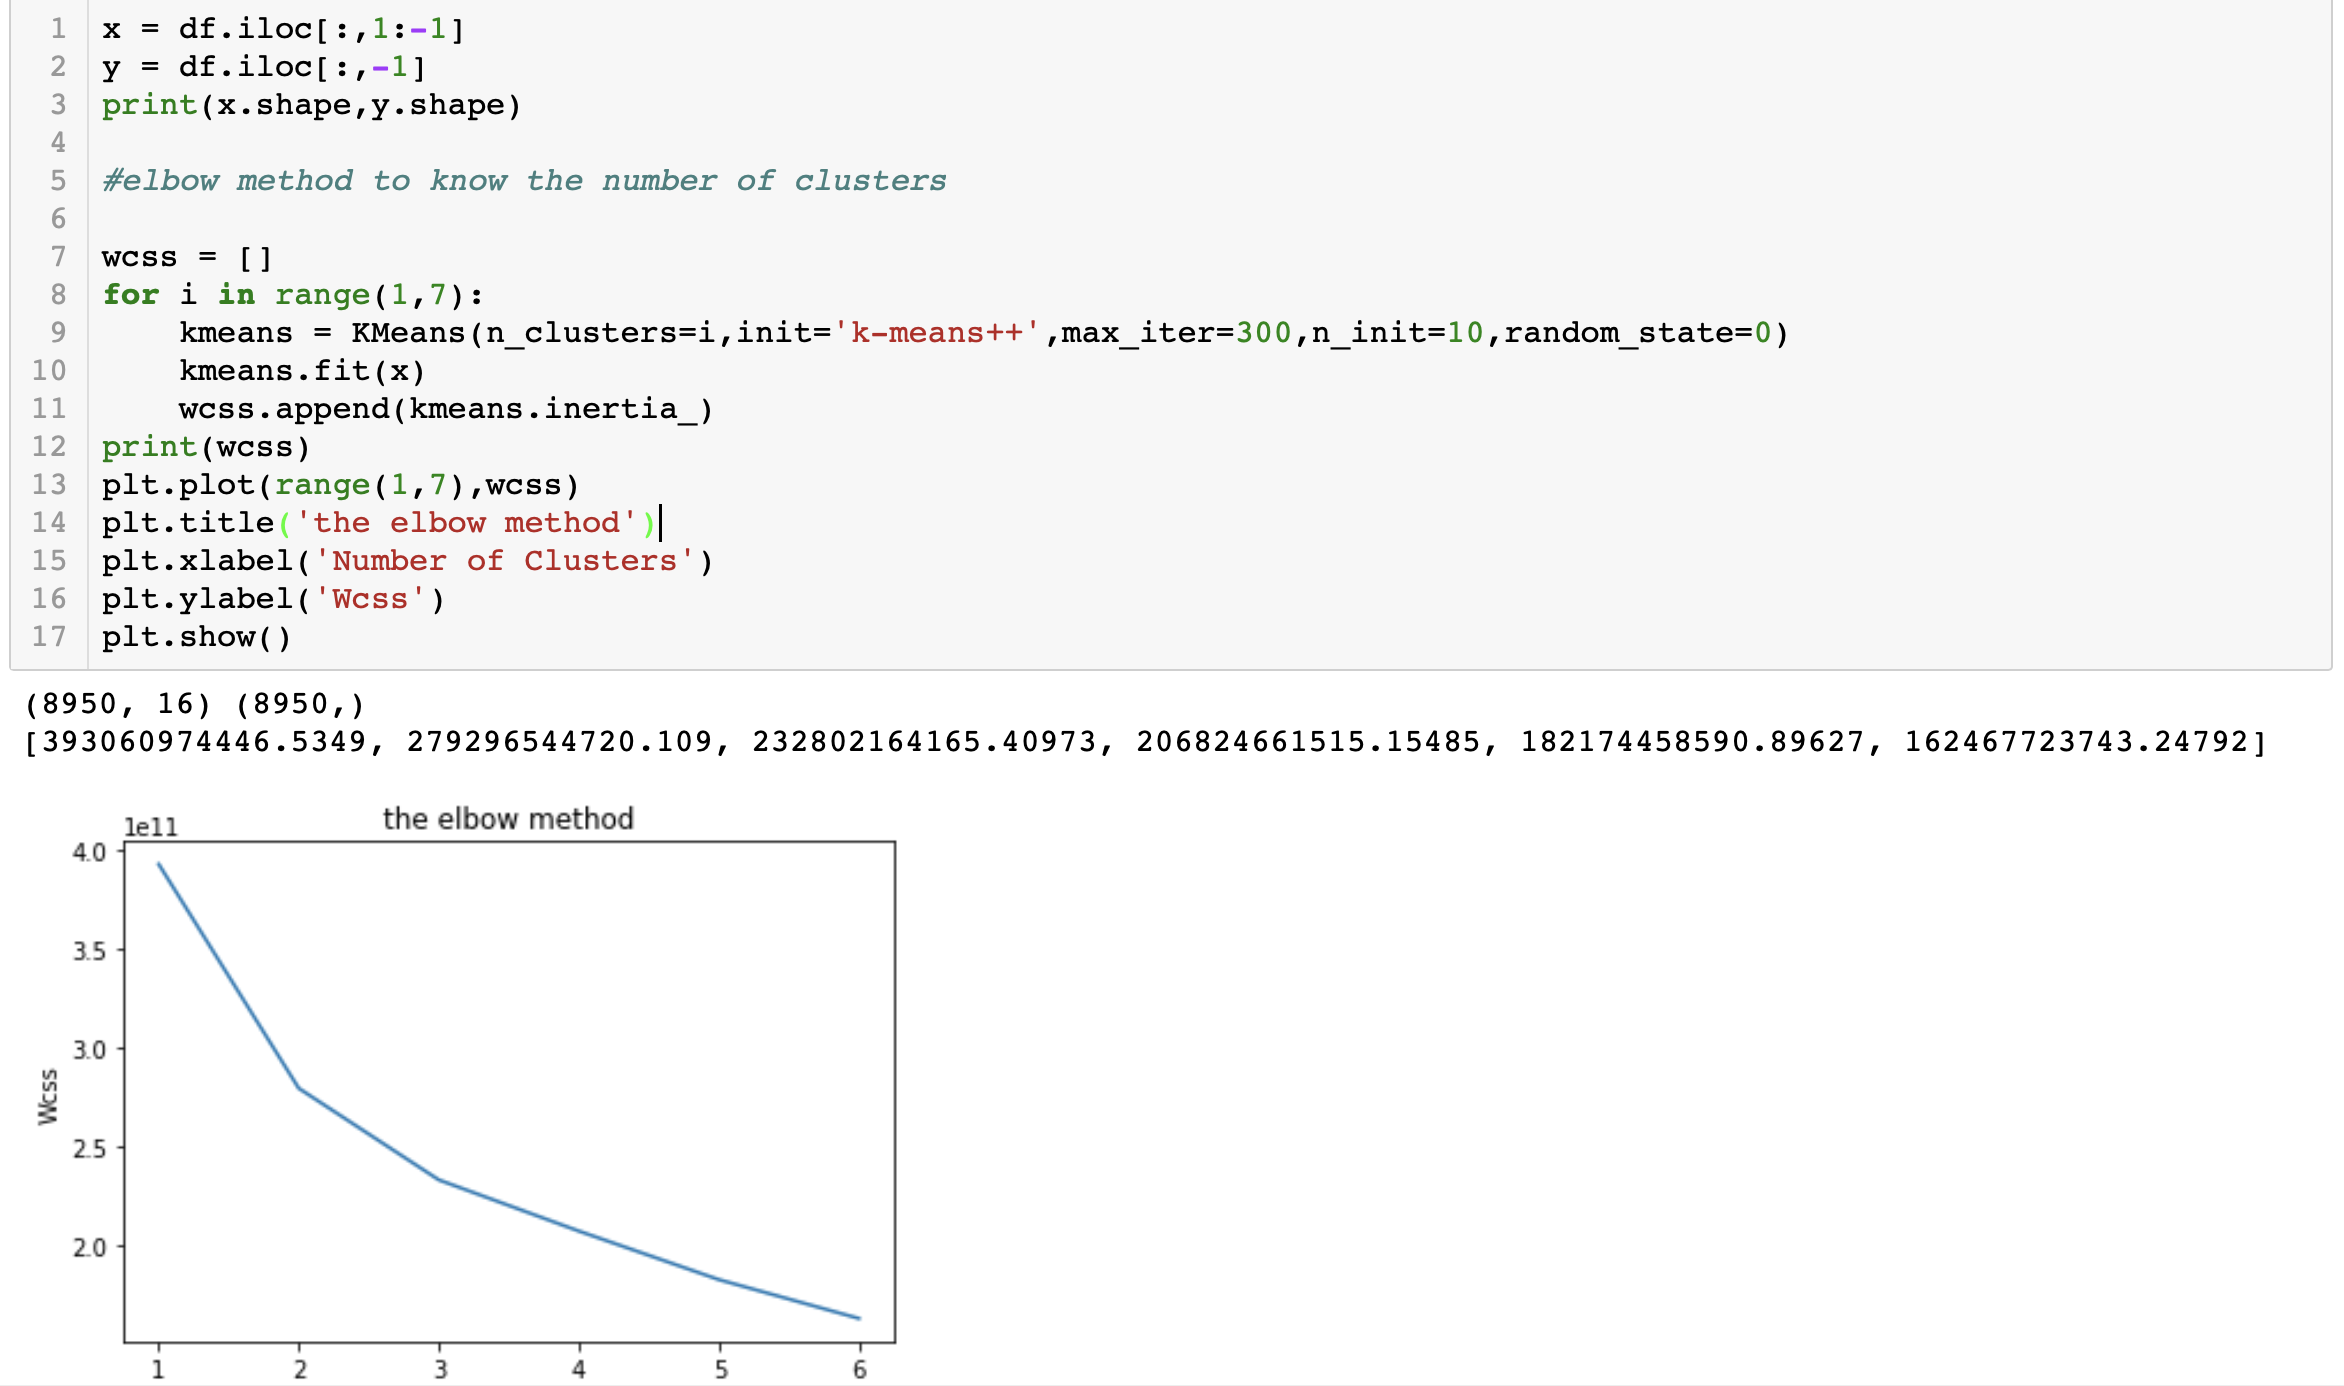 1 x = df.iloc[:,1:-1]
2 y = df.iloc[:,-1]
3 print(x.shape,y.shape)
4
5 #elbow method to know the number of clusters
6
7 wcss = []
8 for i in range(1,7):
9     kmeans = KMeans(n_clusters=i,init='k-means++',max_iter=300,n_init=10,random_state=0)
10     kmeans.fit(x)
11     wcss.append(kmeans.inertia_)
12 print(wcss)
13 plt.plot(range(1,7),wcss)
14 plt.title('the elbow method')
15 plt.xlabel('Number of Clusters')
16 plt.ylabel('Wcss')
17 plt.show()
(8950, 16) (8950,)
[393060974446.5349, 279296544720.109, 232802164165.40973, 206824661515.15485, 182174458590.89627, 162467723743.24792]
the elbow method
1e11
4.0
3.5
3.0
Wcss
2.5
2.0
1 2 3 4 5 6